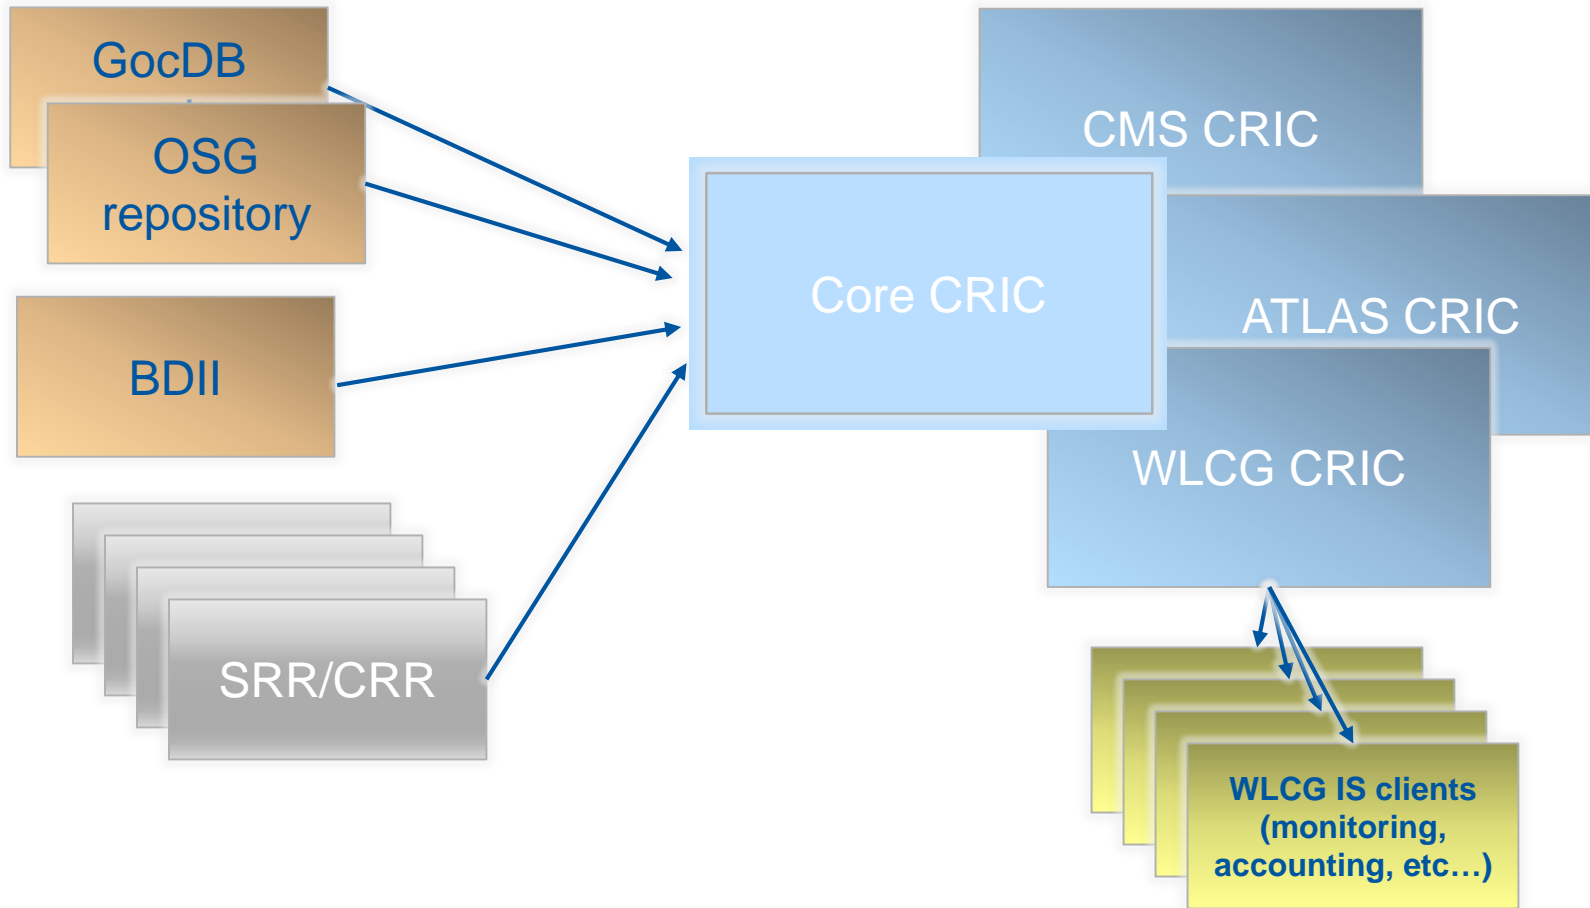 GocDB
OSG
repository
BDII
SRR/CRR
Core CRIC
CMS CRIC
ATLAS CRIC
WLCG CRIC
WLCG IS clients
(monitoring,
accounting, etc…)